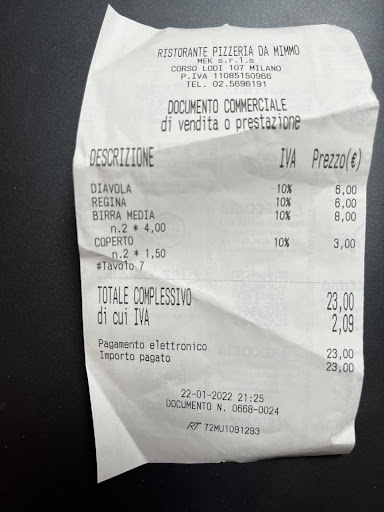 RISTORANTE PIZZERIA DA MIMMO
MEK s.r.l.s
CORSO LODI 107 MILANO
P.IVA 11085150966
TEL. 02.5696191
DOCUMENTO COMMERCIALE
di vendita o prestazione
DESCRIZIONE IVA Prezzo(€)
DIAVOLA 10% 6,00
REGINA 10% 6,00
BIRRA MEDIA 10% 8,00
n.2 * 4,00
COPERTO 10% 3,00
n.2 * 1,50
#Tavolo 7
TOTALE COMPLESSIVO 23,00
di cui IVA 2,09
Pagamento elettronico 23,00
Importo pagato 23,00
22-01-2022 21:25
DOCUMENTO N. 0668-0024
RT 72MU1091293